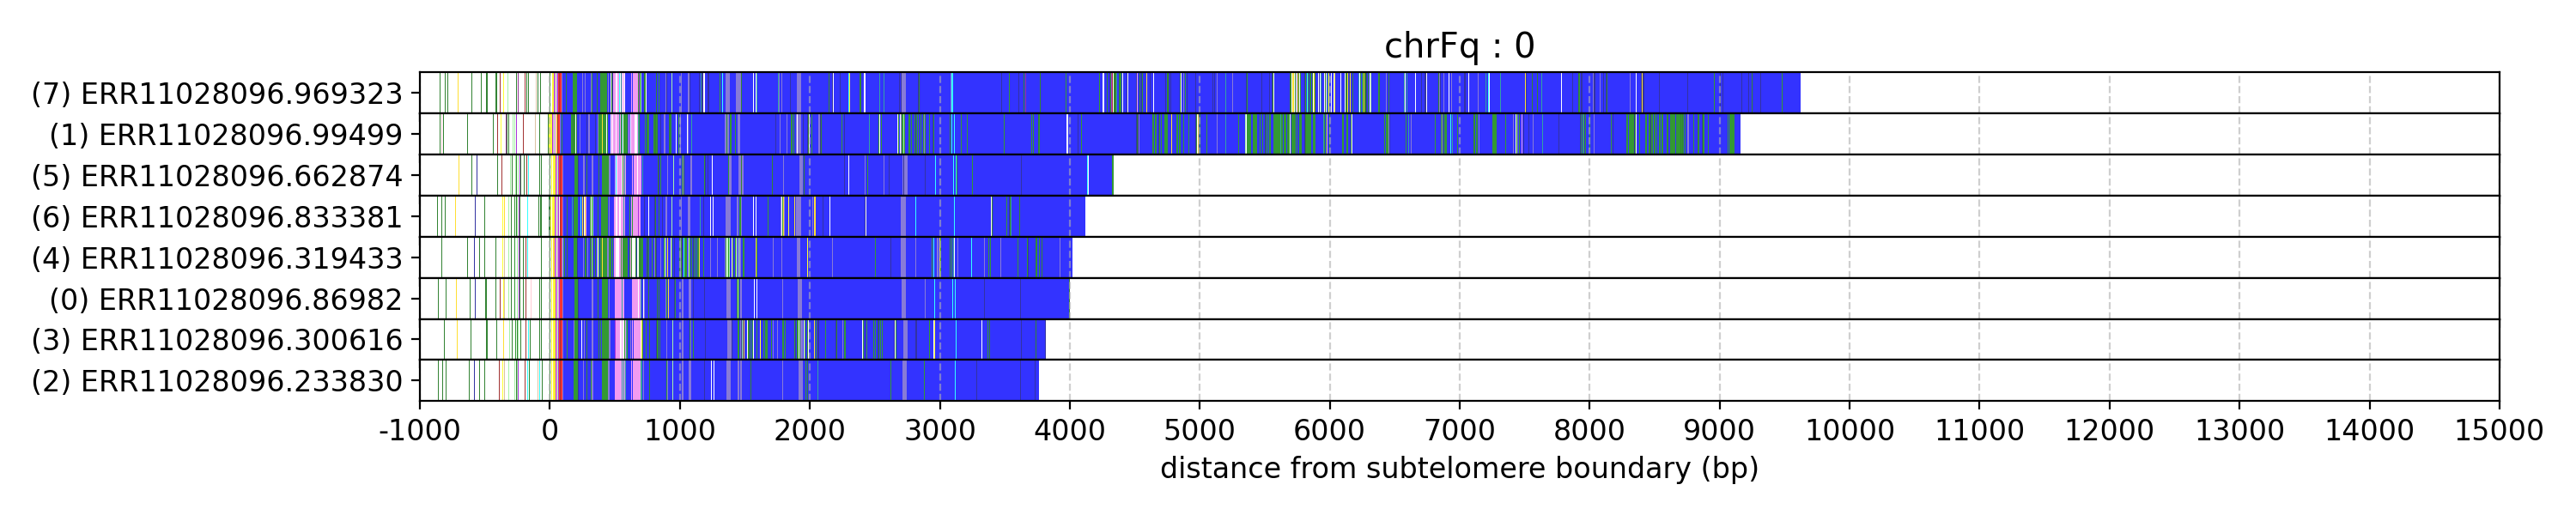 chrFq : 0
(7) ERR11028096.969323
(1) ERR11028096.99499
(5) ERR11028096.662874
(6) ERR11028096.833381
(4) ERR11028096.319433
(0) ERR11028096.86982
(3) ERR11028096.300616
(2) ERR11028096.233830
-1000 0 1000 2000 3000 4000 5000 6000 7000 8000 9000 10000 11000 12000 13000 14000 15000
distance from subtelomere boundary (bp)